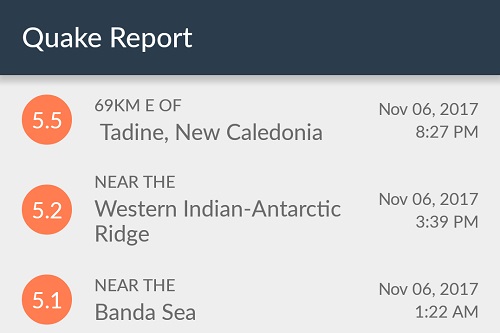 Quake Report
5.5
69KM E OF
Tadine, New Caledonia
Nov 06, 2017
8:27 PM
5.2
NEAR THE
Western Indian-Antarctic
Ridge
Nov 06, 2017
3:39 PM
5.1
NEAR THE
Banda Sea
Nov 06, 2017
1:22 AM